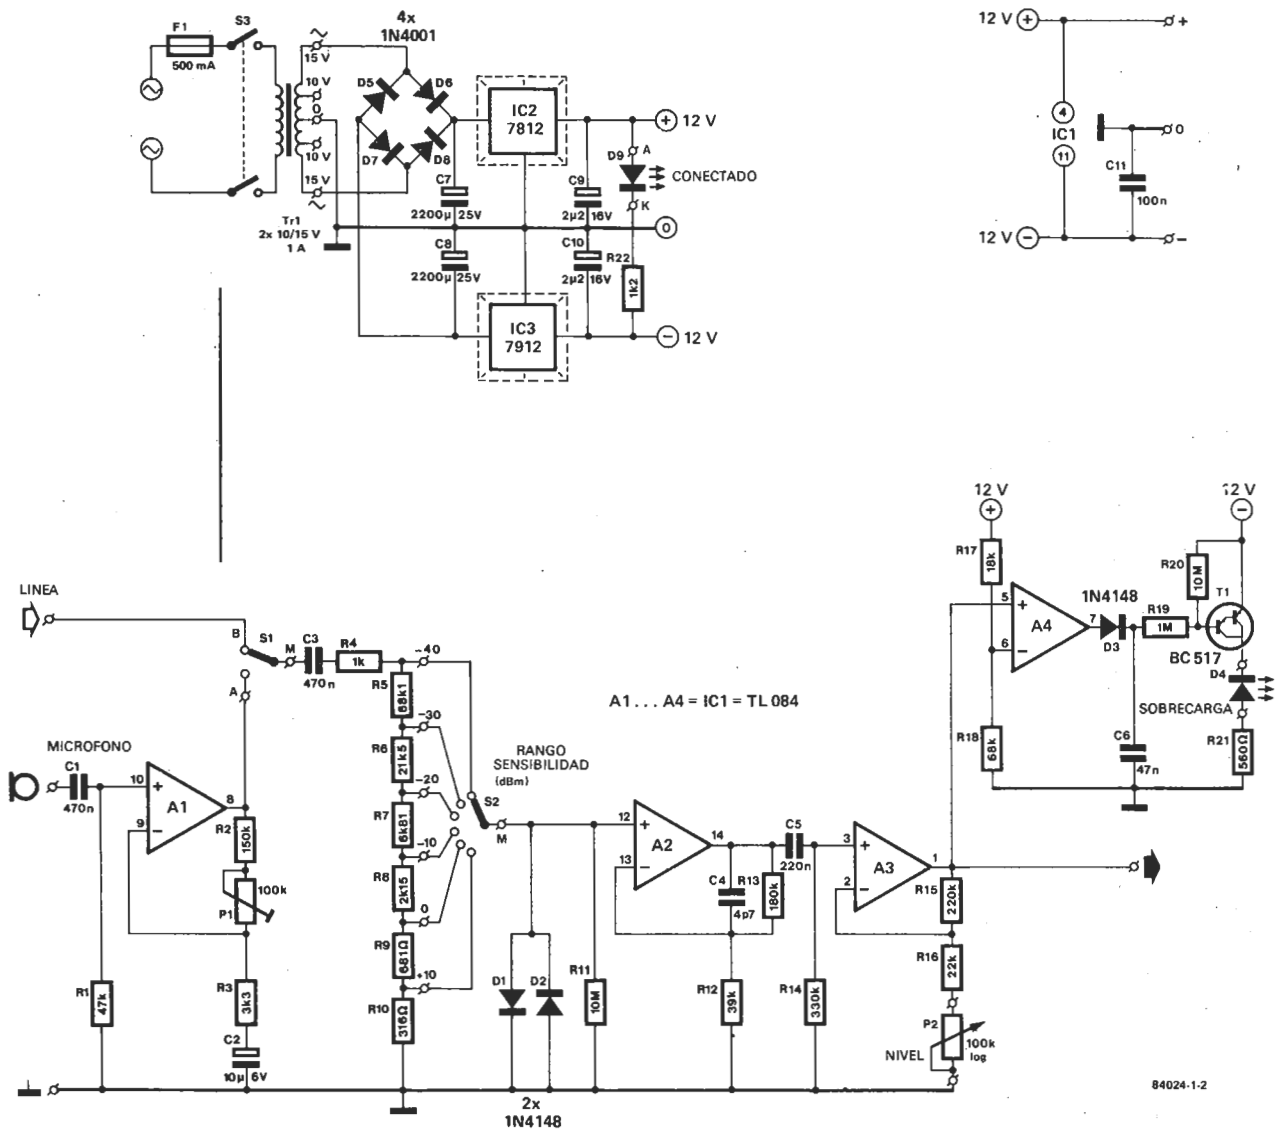 4x
1N4001
F1
500 mA
S3
15 V
10 V
0
10 V
15 V
∼
∼
Tr1
2x 10/15 V
1 A
D5
D6
D7
D8
IC2
7812
IC3
7912
C7
2200µ 25V
C8
2200µ 25V
C9
2µ2 16V
C10
2µ2 16V
D9
A
K
CONECTADO
R22
1k2
+ 12 V
0
− 12 V
12 V +
+
4
IC1
11
0
C11
100n
12 V −
−
LINEA
B
S1
M
A
C3
470n
R4
1k
MICROFONO
C1
470n
10
+
9
−
A1
8
R1
47k
R2
150k
P1
100k
R3
3k3
C2
10µ 6V
−40
R5
68k1
−30
R6
21k5
−20
R7
6k81
−10
R8
2k15
0
R9
681Ω
+10
R10
316Ω
RANGO
SENSIBILIDAD
(dBm)
S2
M
D1
D2
2x
1N4148
R11
10M
A1 . . . A4 = IC1 = TL 084
12
+
13
−
A2
14
C4
4p7
R13
180k
C5
220n
R12
39k
R14
330k
3
+
2
−
A3
1
R15
220k
R16
22k
P2
100k
log
NIVEL
12 V
+
R17
18k
R18
68k
5
+
6
−
A4
7
1N4148
D3
R19
1M
C6
47n
12 V
−
R20
10M
T1
BC 517
D4
SOBRECARGA
R21
560Ω
84024-1-2